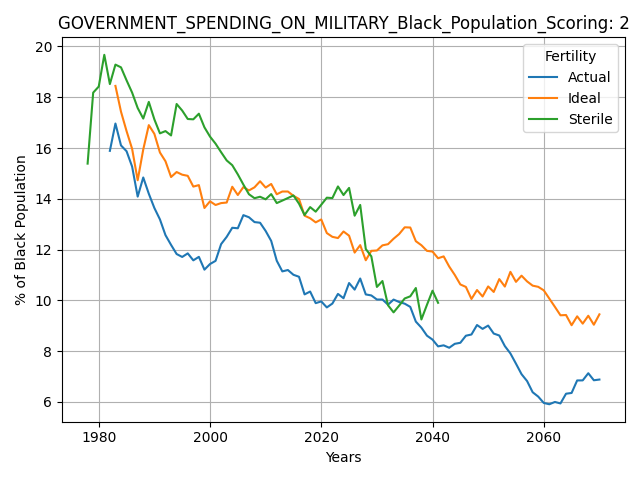 GOVERNMENT_SPENDING_ON_MILITARY_Black_Population_Scoring: 2
Fertility
Actual
Ideal
Sterile
% of Black Population
20
18
16
14
12
10
8
6
1980
2000
2020
2040
2060
Years